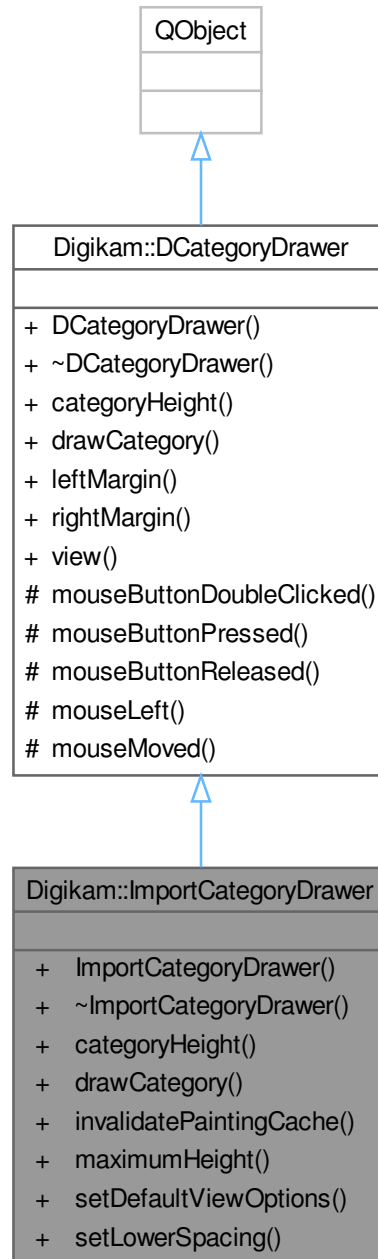 QObject
Digikam::DCategoryDrawer
+ DCategoryDrawer()
+ ~DCategoryDrawer()
+ categoryHeight()
+ drawCategory()
+ leftMargin()
+ rightMargin()
+ view()
# mouseButtonDoubleClicked()
# mouseButtonPressed()
# mouseButtonReleased()
# mouseLeft()
# mouseMoved()
Digikam::ImportCategoryDrawer
+ ImportCategoryDrawer()
+ ~ImportCategoryDrawer()
+ categoryHeight()
+ drawCategory()
+ invalidatePaintingCache()
+ maximumHeight()
+ setDefaultViewOptions()
+ setLowerSpacing()